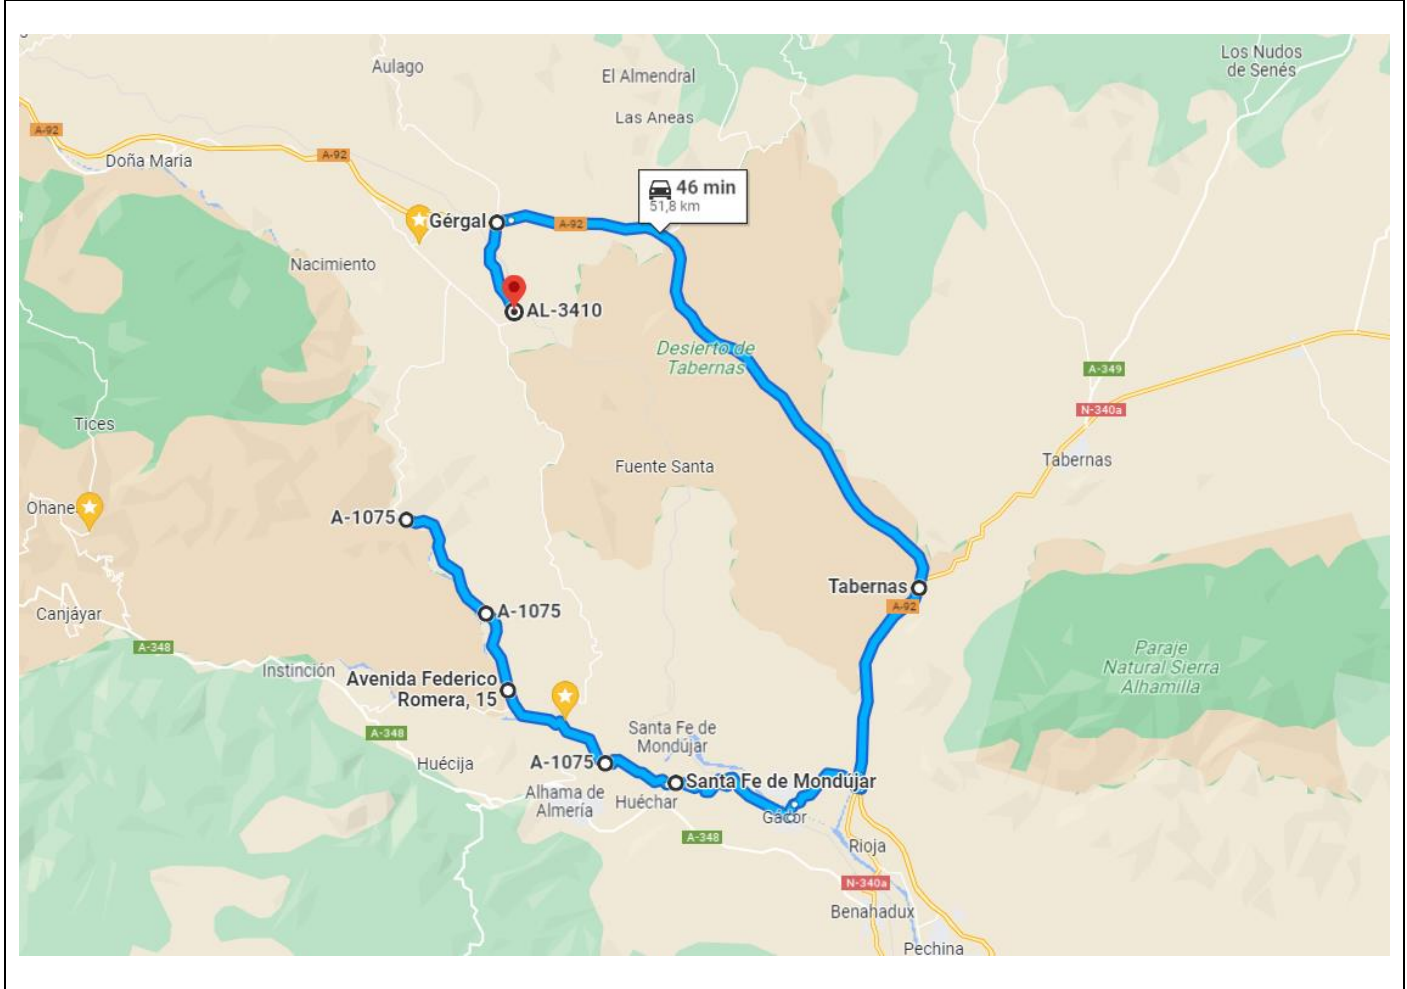 Aulago
El Almendral
Los Nudos
de Senés
Las Aneas
A-92
Doña Maria
A-92
46 min
51,8 km
Gérgal
A-92
Nacimiento
AL-3410
Desierto de
Tabernas
A-349
N-340a
Tices
Tabernas
Fuente Santa
Ohane
A-1075
Tabernas
A-92
Canjáyar
A-1075
A-348
Instinción
Avenida Federico
Romera, 15
Paraje
Natural Sierra
Alhamilla
A-348
Santa Fe de
Mondújar
Huécija
A-1075
Santa Fe de Mondújar
Alhama de
Almería
Huéchar
Gádor
A-348
Rioja
N-340a
Benahadux
Pechina